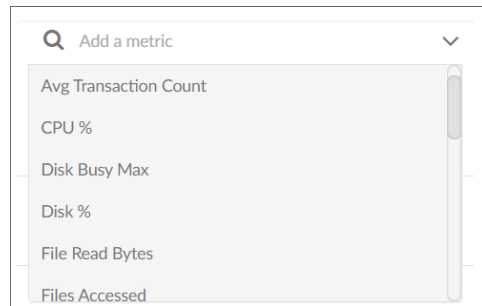 Add a metric
Avg Transaction Count
CPU %
Disk Busy Max
Disk %
File Read Bytes
Files Accessed